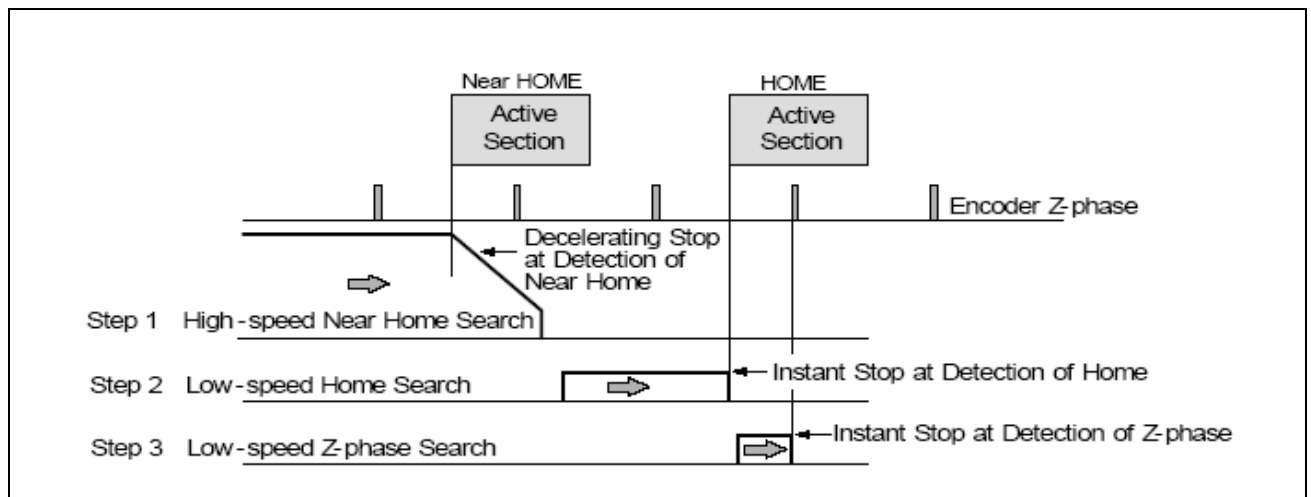 Near HOME
HOME
Active
Section
Active
Section
Encoder Z-phase
Decelerating Stop
at Detection of
Near Home
Step 1 High-speed Near Home Search
Step 2 Low-speed Home Search
Instant Stop at Detection of Home
Step 3 Low-speed Z-phase Search
Instant Stop at Detection of Z-phase